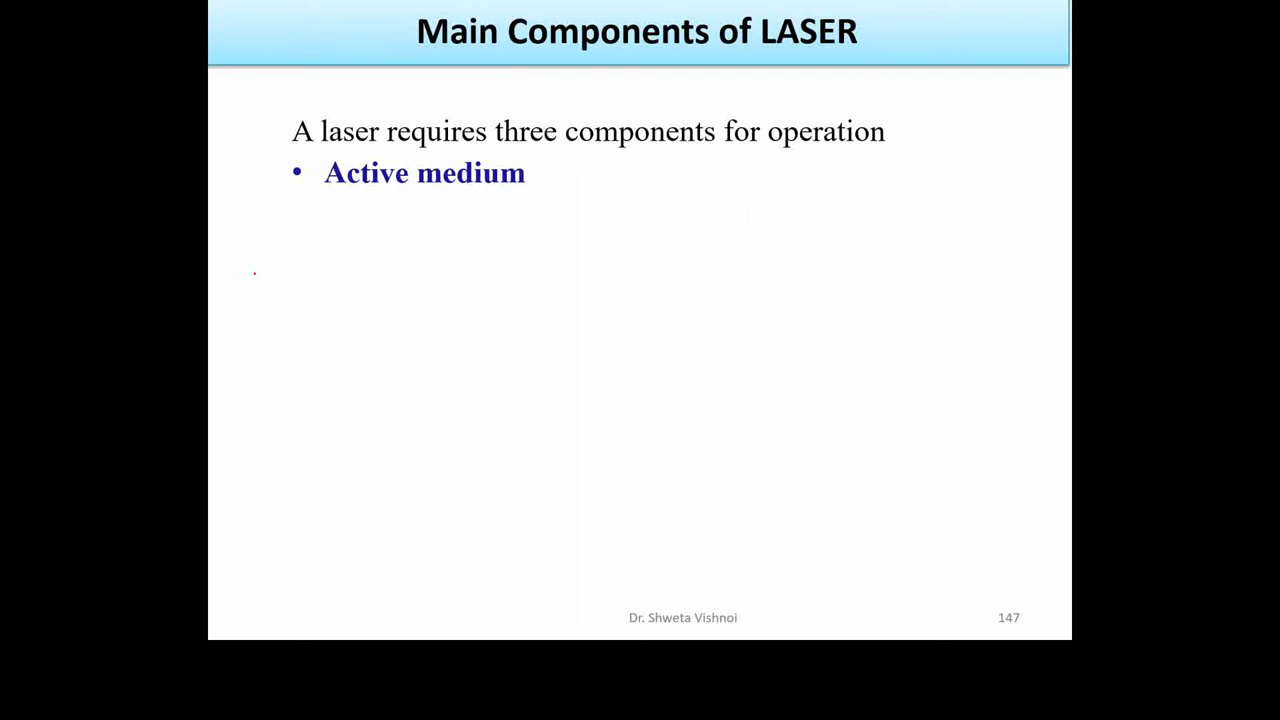 Main Components of LASER
A laser requires three components for operation
• Active medium
Dr. Shweta Vishnoi
147